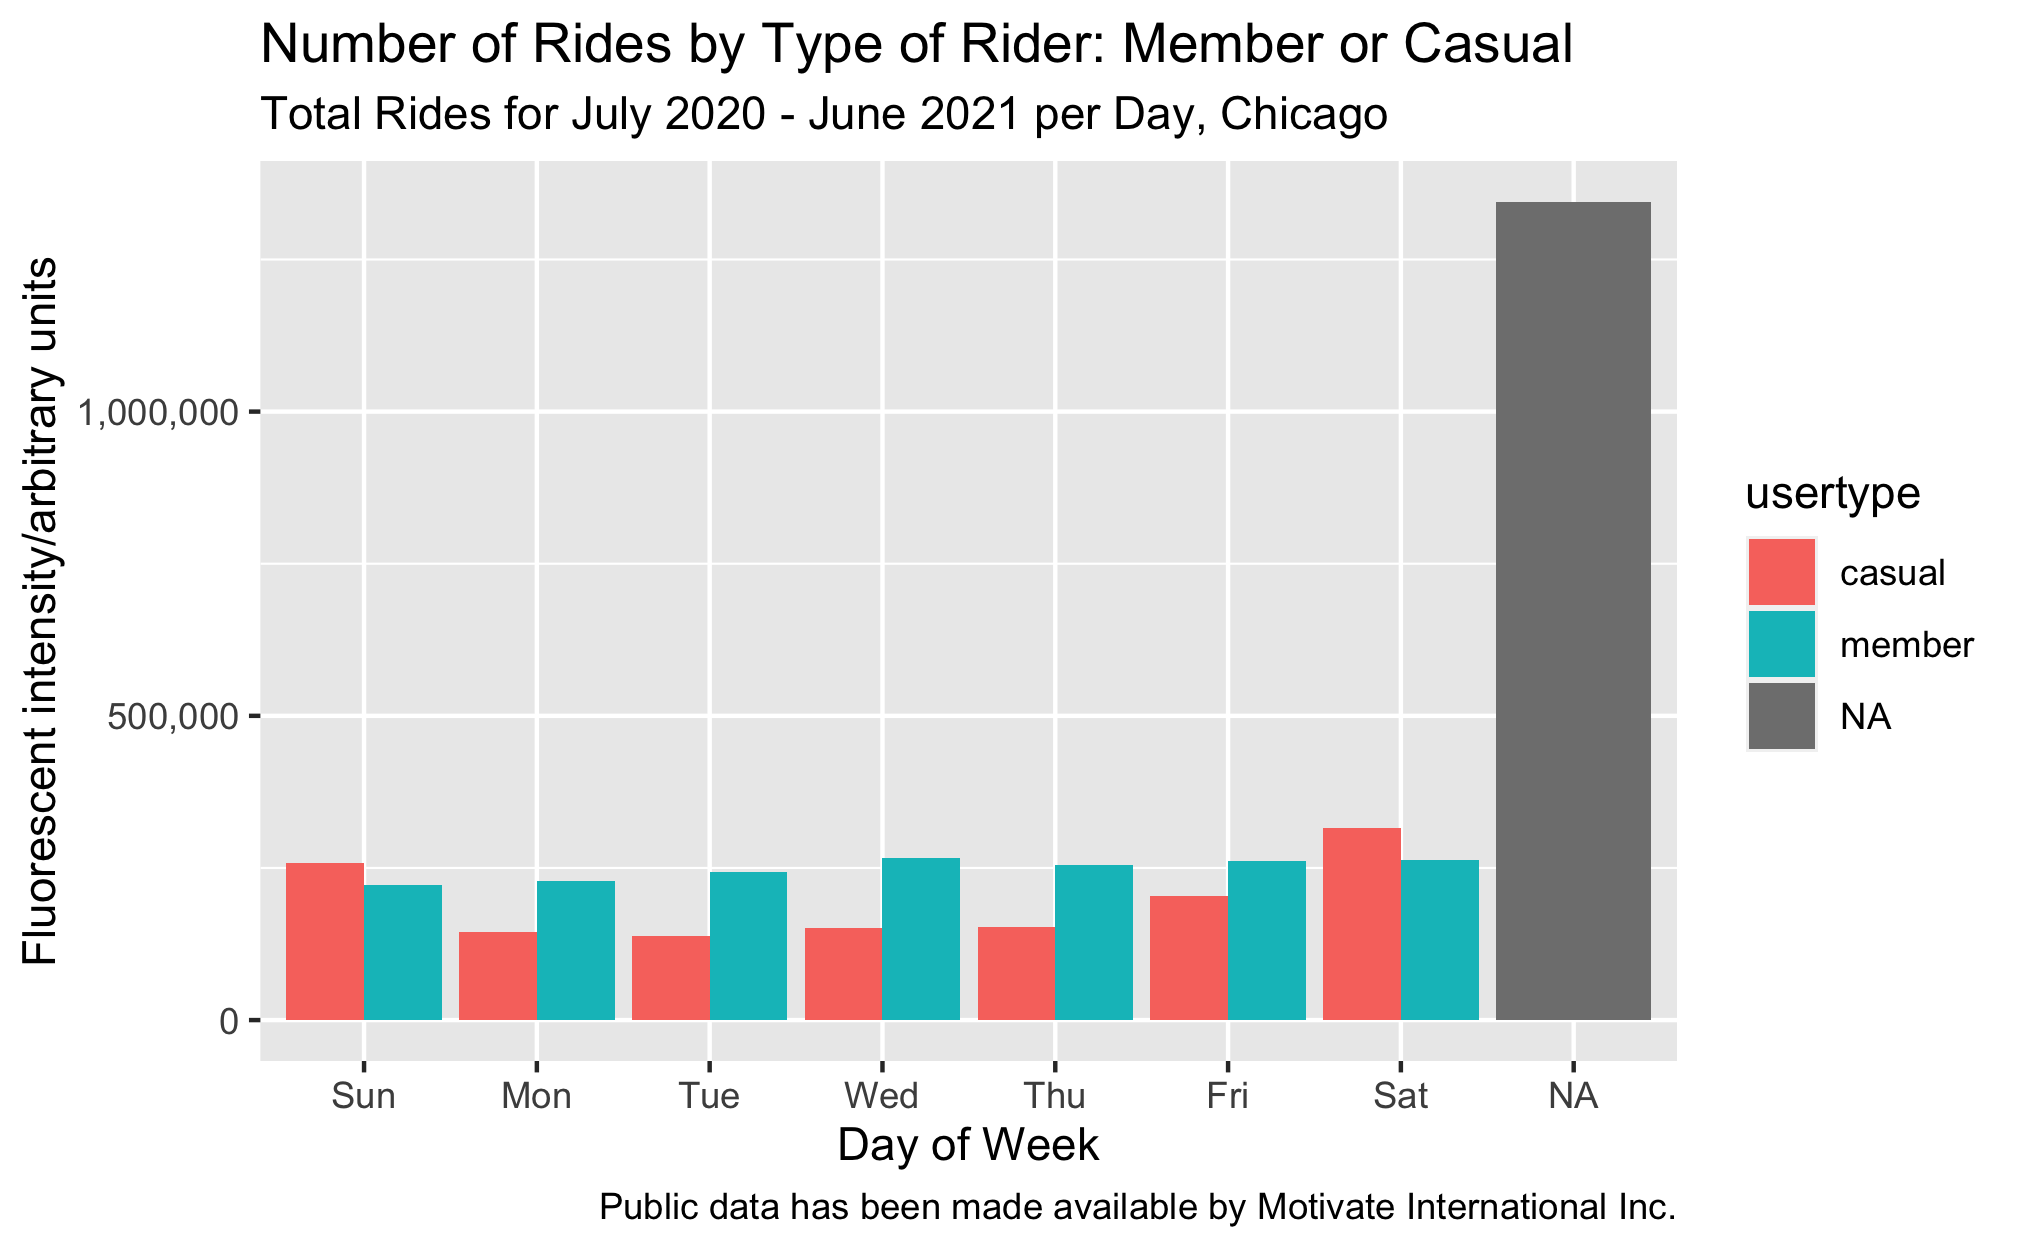 Number of Rides by Type of Rider: Member or Casual
Total Rides for July 2020 - June 2021 per Day, Chicago
Fluorescent intensity/arbitrary units
1,000,000
500,000
0
Sun Mon Tue Wed Thu Fri Sat NA
Day of Week
usertype
casual
member
NA
Public data has been made available by Motivate International Inc.